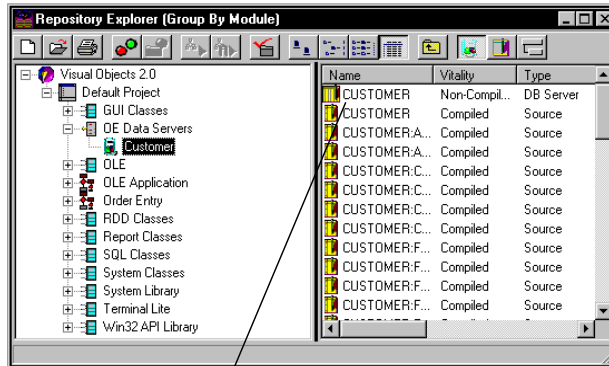 Repository Explorer (Group By Module)
Visual Objects 2.0
Default Project
GUI Classes
OE Data Servers
Customer
OLE
OLE Application
Order Entry
RDD Classes
Report Classes
SQL Classes
System Classes
System Library
Terminal Lite
Win32 API Library
Name Vitality Type
CUSTOMER Non-Compil... DB Server
CUSTOMER Compiled Source
CUSTOMER:A... Compiled Source
CUSTOMER:A... Compiled Source
CUSTOMER:C... Compiled Source
CUSTOMER:C... Compiled Source
CUSTOMER:C... Compiled Source
CUSTOMER:C... Compiled Source
CUSTOMER:F... Compiled Source
CUSTOMER:F... Compiled Source
CUSTOMER:F... Compiled Source
CUSTOMER:F... Compiled Source